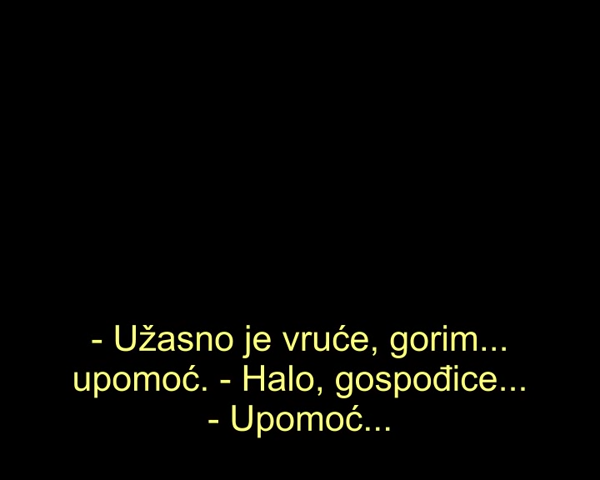 - Užasno je vruće, gorim...
upomoć. - Halo, gospođice...
- Upomoć...